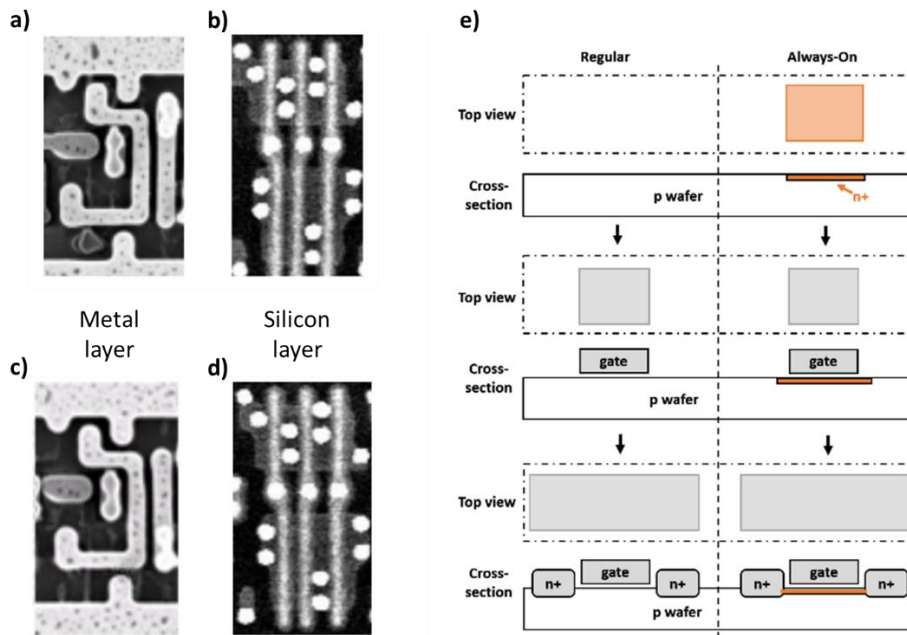 a)
b)
Metal
layer
Silicon
layer
c)
d)
e)
Regular
Always-On
Top view
Cross-
section
p wafer
n+
Top view
gate
gate
Cross-
section
p wafer
Top view
Cross-
section
n+
gate
n+
n+
gate
n+
p wafer